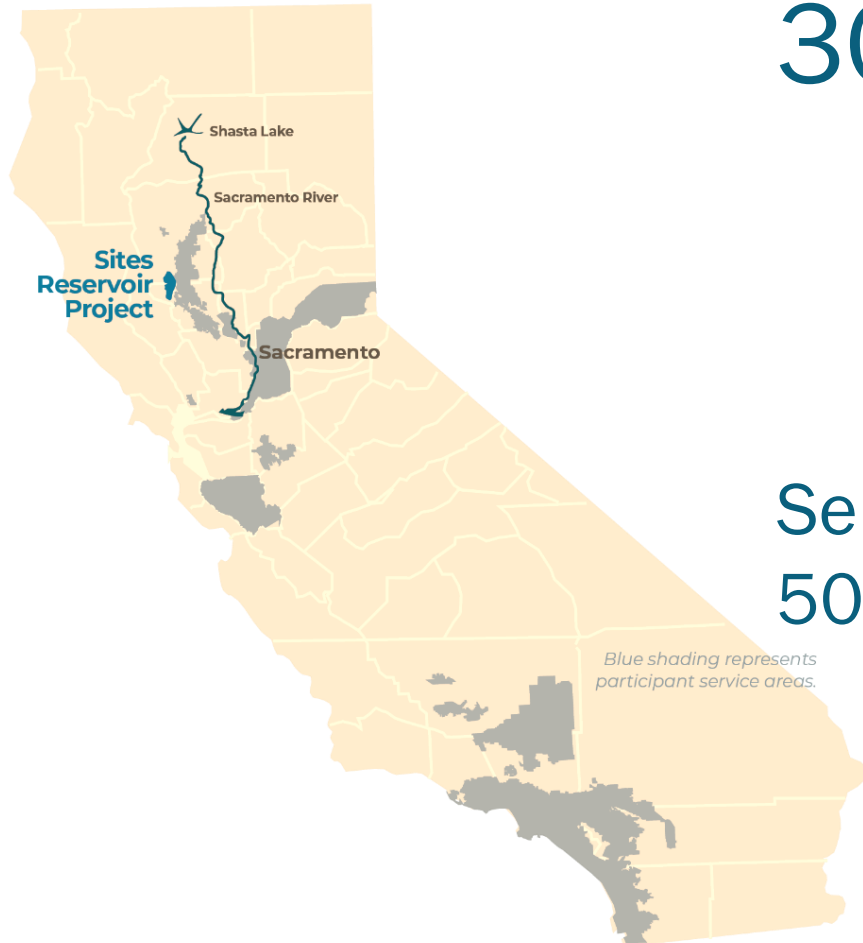 30
Shasta Lake
Sacramento River
Sites
Reservoir
Project
Sacramento
Se
50
Blue shading represents
participant service areas.